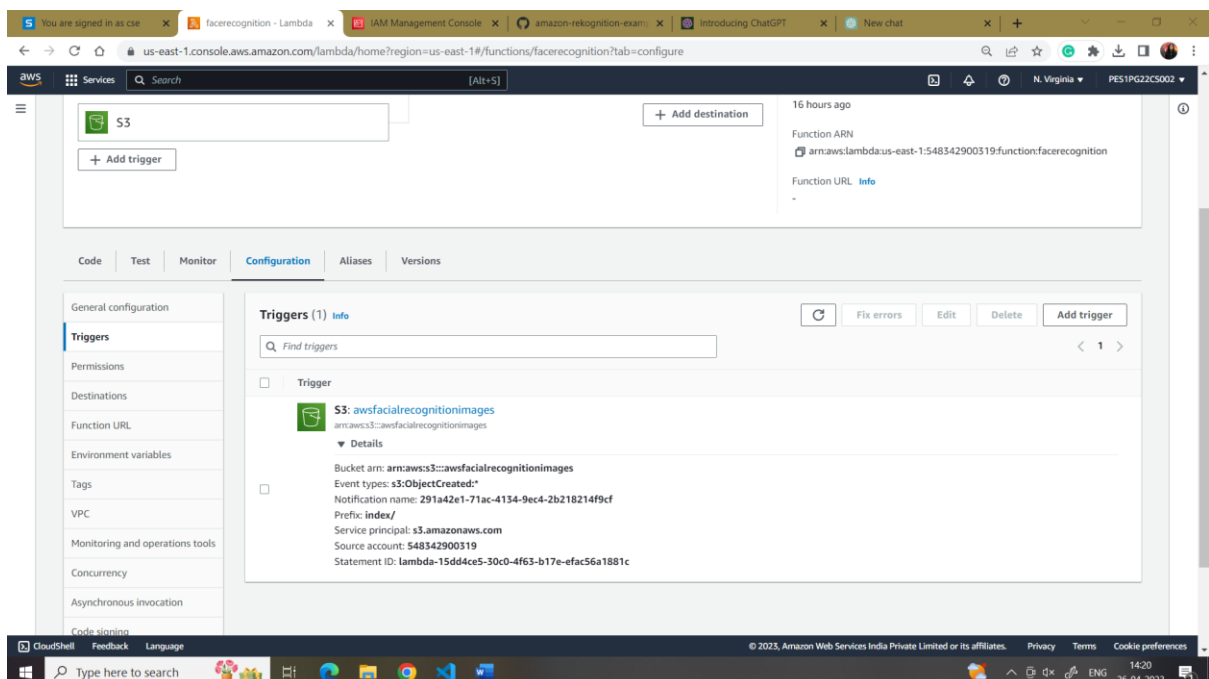 You are signed in as cse
facerecognition - Lambda
IAM Management Console
amazon-rekognition-examp
Introducing ChatGPT
New chat
us-east-1.console.aws.amazon.com/lambda/home?region=us-east-1#/functions/facerecognition?tab=configure
aws
Services
Search
[Alt+S]
N. Virginia
PES1PG22CS002
S3
+ Add trigger
+ Add destination
16 hours ago
Function ARN
arn:aws:lambda:us-east-1:548342900319:function:facerecognition
Function URL Info
-
Code
Test
Monitor
Configuration
Aliases
Versions
General configuration
Triggers
Permissions
Destinations
Function URL
Environment variables
Tags
VPC
Monitoring and operations tools
Concurrency
Asynchronous invocation
Code signing
Triggers (1) Info
Fix errors
Edit
Delete
Add trigger
Find triggers
1
Trigger
S3: awsfacialrecognitionimages
arn:aws:s3:::awsfacialrecognitionimages
Details
Bucket arn: arn:aws:s3:::awsfacialrecognitionimages
Event types: s3:ObjectCreated:*
Notification name: 291a42e1-71ac-4134-9ec4-2b218214f9cf
Prefix: index/
Service principal: s3.amazonaws.com
Source account: 548342900319
Statement ID: lambda-15dd4ce5-30c0-4f63-b17e-efac56a1881c
CloudShell
Feedback
Language
© 2023, Amazon Web Services India Private Limited or its affiliates.
Privacy
Terms
Cookie preferences
Type here to search
ENG
14:20